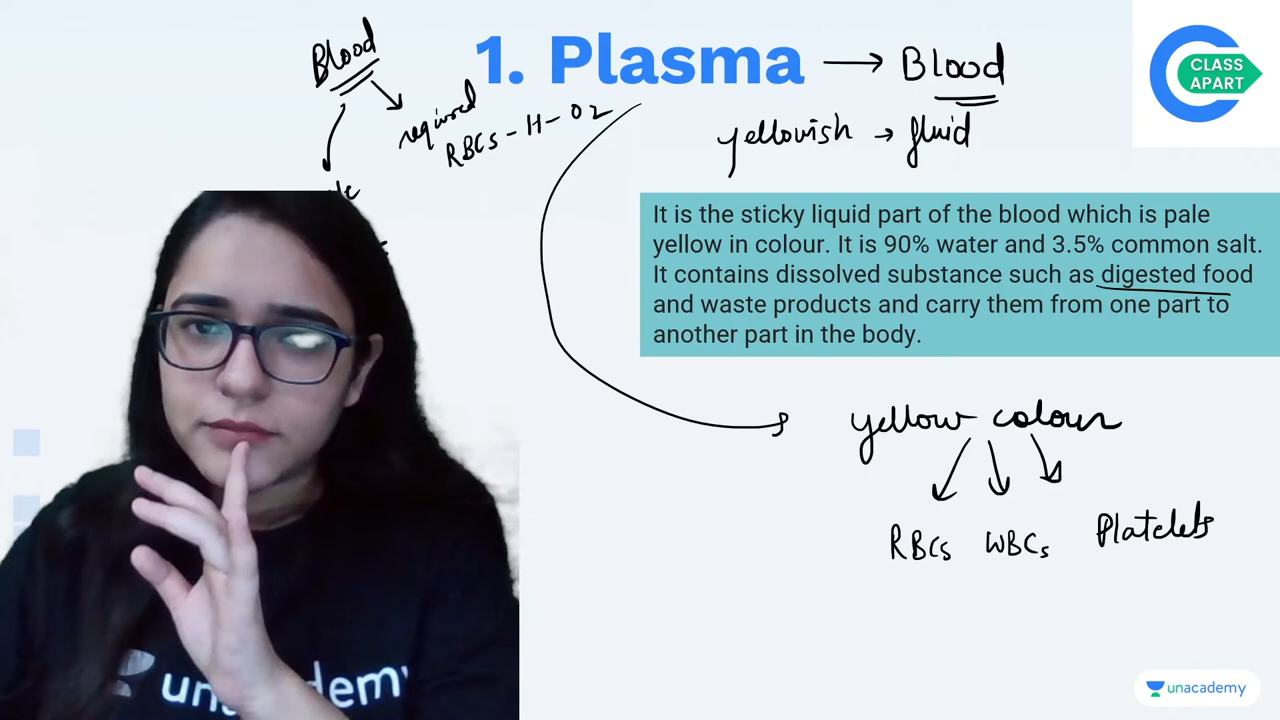 Blood
1. Plasma → Blood
required
RBCs - H - O2
yellowish → fluid
CLASS
APART
It is the sticky liquid part of the blood which is pale
yellow in colour. It is 90% water and 3.5% common salt.
It contains dissolved substance such as digested food
and waste products and carry them from one part to
another part in the body.
yellow colour
RBCs WBCs Platelets
unacademy